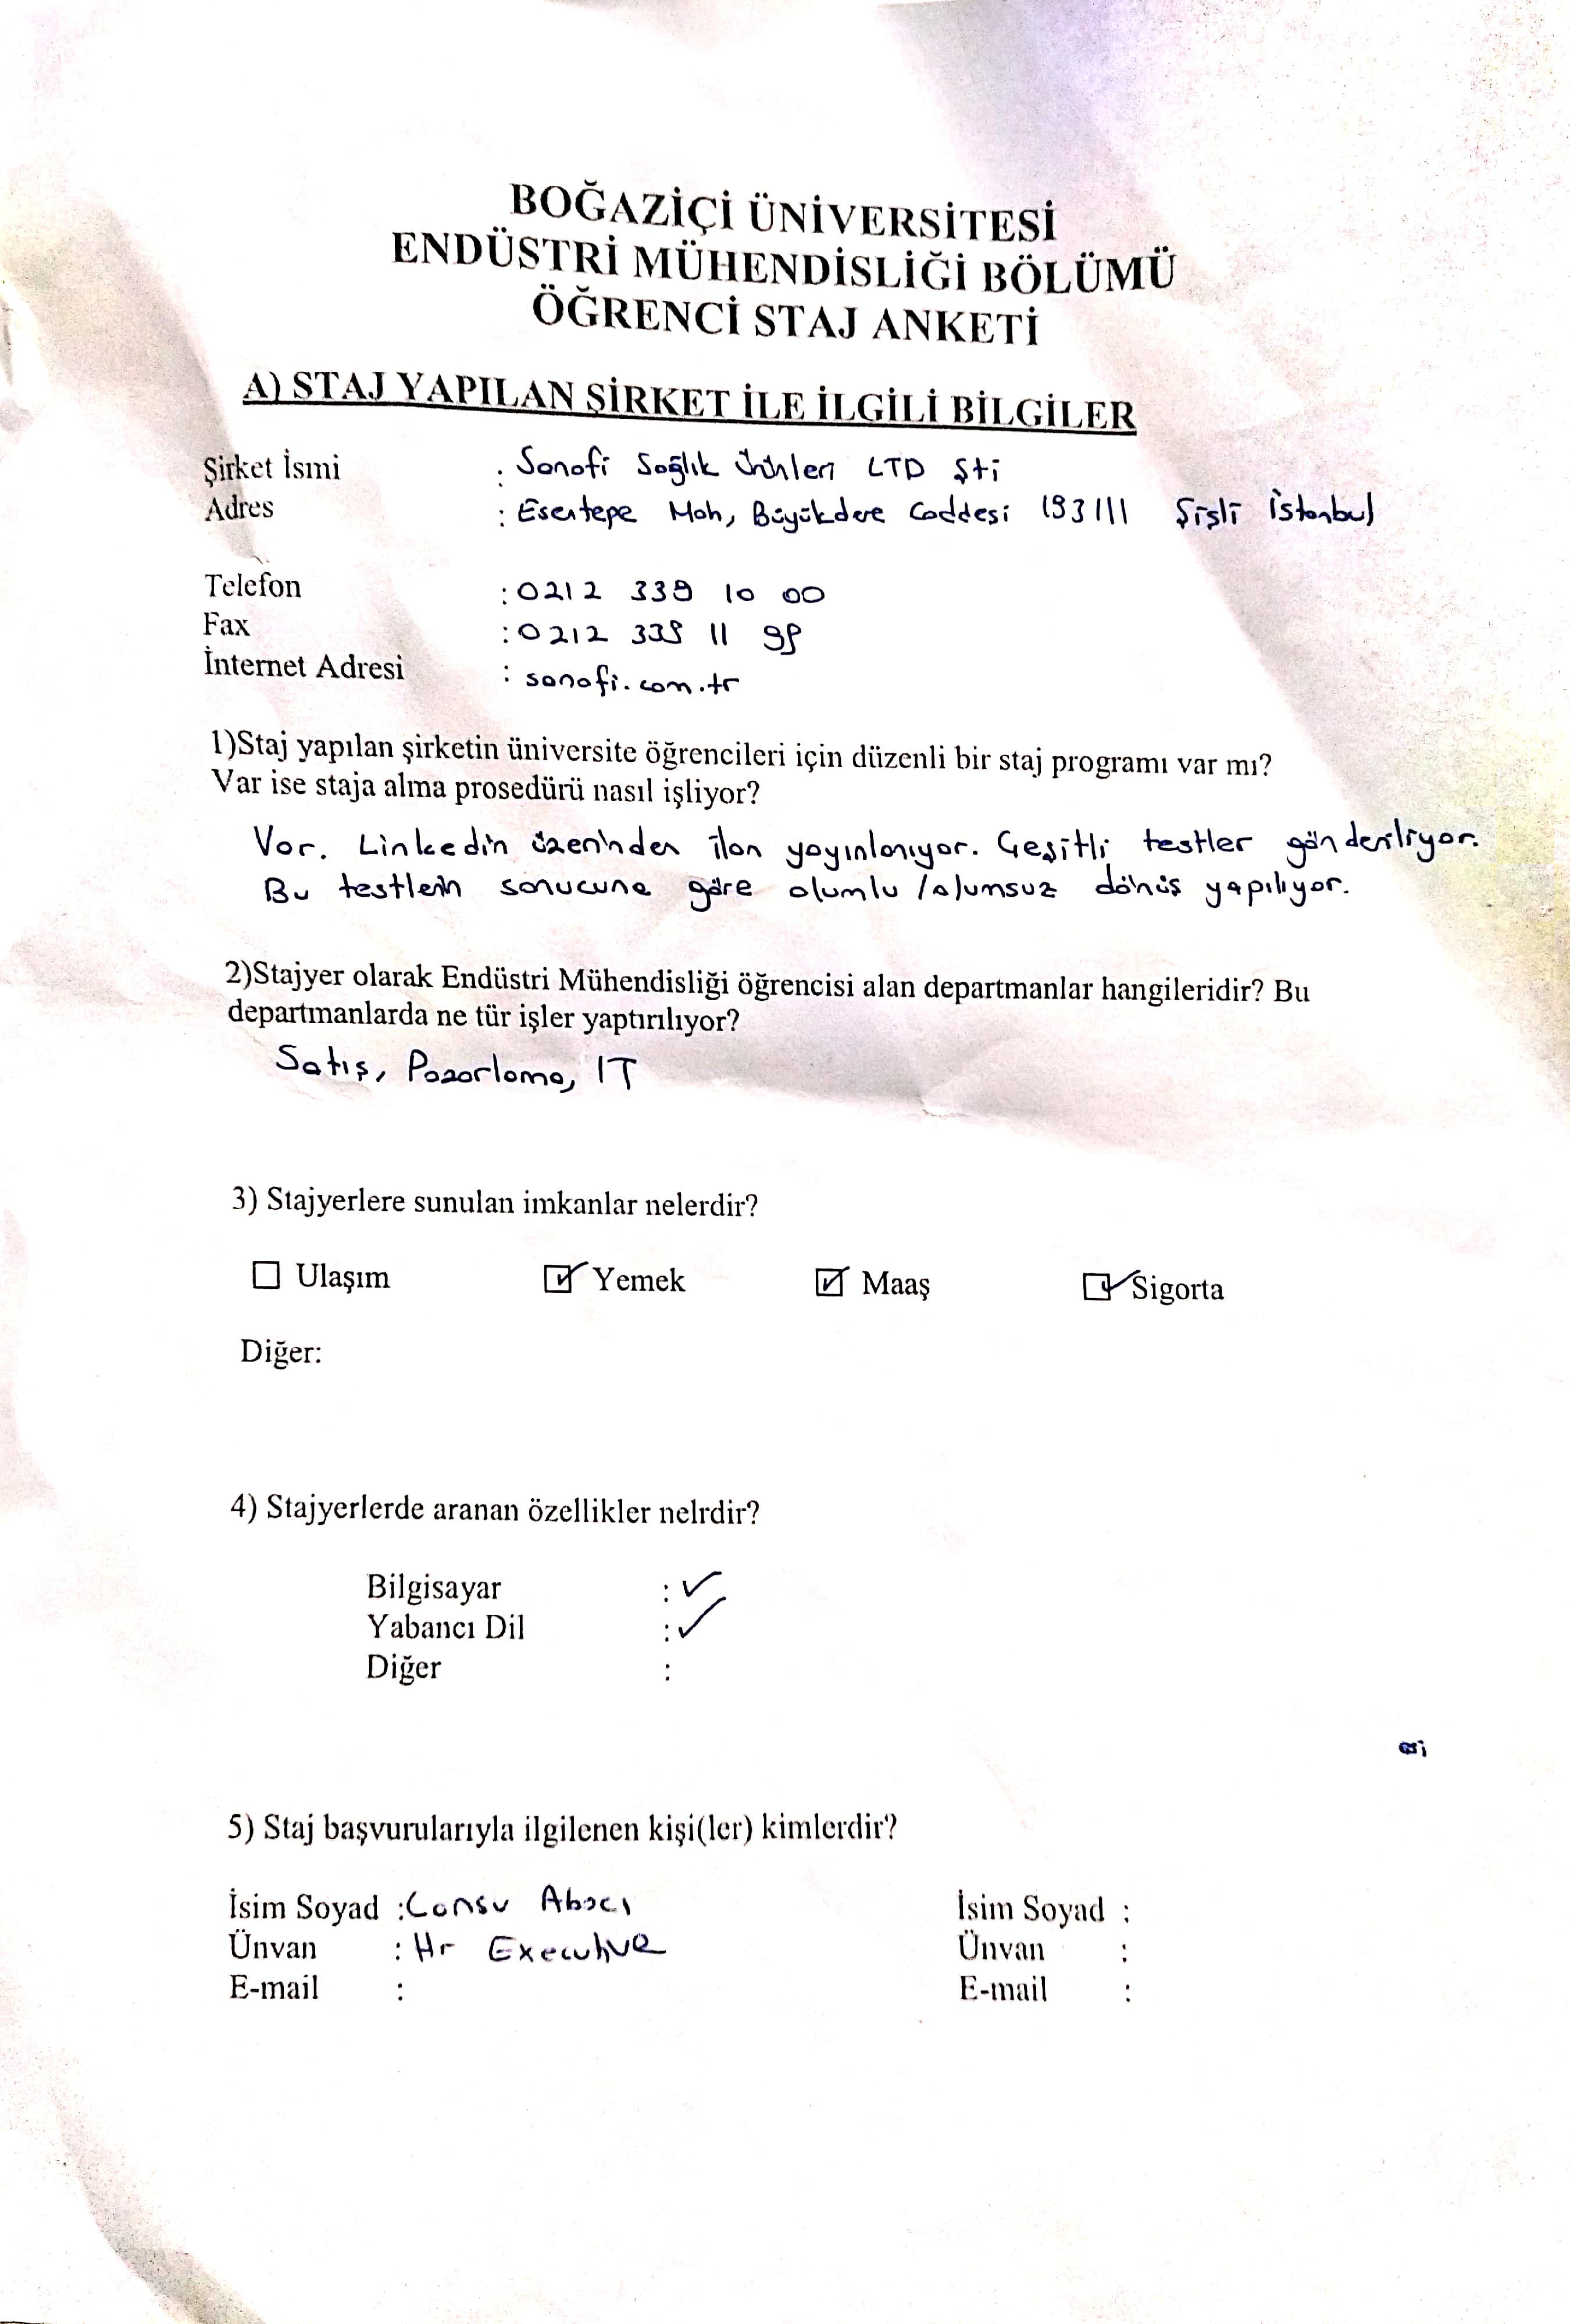 BOĞAZİÇİ ÜNİVERSİTESİ
ENDÜSTRİ MÜHENDİSLİĞİ BÖLÜMÜ
ÖĞRENCİ STAJ ANKETİ
A) STAJ YAPILAN ŞİRKET İLE İLGİLİ BİLGİLER
Şirket İsmi : Sanofi Sağlık Ürünleri LTD Şti
Adres : Esentepe Mah, Büyükdere Caddesi 193/11 Şişli İstanbul
Telefon : 0212 339 10 00
Fax : 0212 339 11 99
İnternet Adresi : sanofi.com.tr
1)Staj yapılan şirketin üniversite öğrencileri için düzenli bir staj programı var mı?
Var ise staja alma prosedürü nasıl işliyor?
Var. Linkedin üzerinden ilan yayınlanıyor. Çeşitli testler gönderiliyor.
Bu testlerin sonucuna göre olumlu/olumsuz dönüş yapılıyor.
2)Stajyer olarak Endüstri Mühendisliği öğrencisi alan departmanlar hangileridir? Bu
departmanlarda ne tür işler yaptırılıyor?
Satış, Pazarlama, IT
3) Stajyerlere sunulan imkanlar nelerdir?
☐ Ulaşım ☑ Yemek ☑ Maaş ☑ Sigorta
Diğer:
4) Stajyerlerde aranan özellikler nelrdir?
Bilgisayar : ✓
Yabancı Dil : ✓
Diğer :
5) Staj başvurularıyla ilgilenen kişi(ler) kimlerdir?
İsim Soyad : Cansu Abacı İsim Soyad :
Ünvan : Hr Executive Ünvan :
E-mail : E-mail :